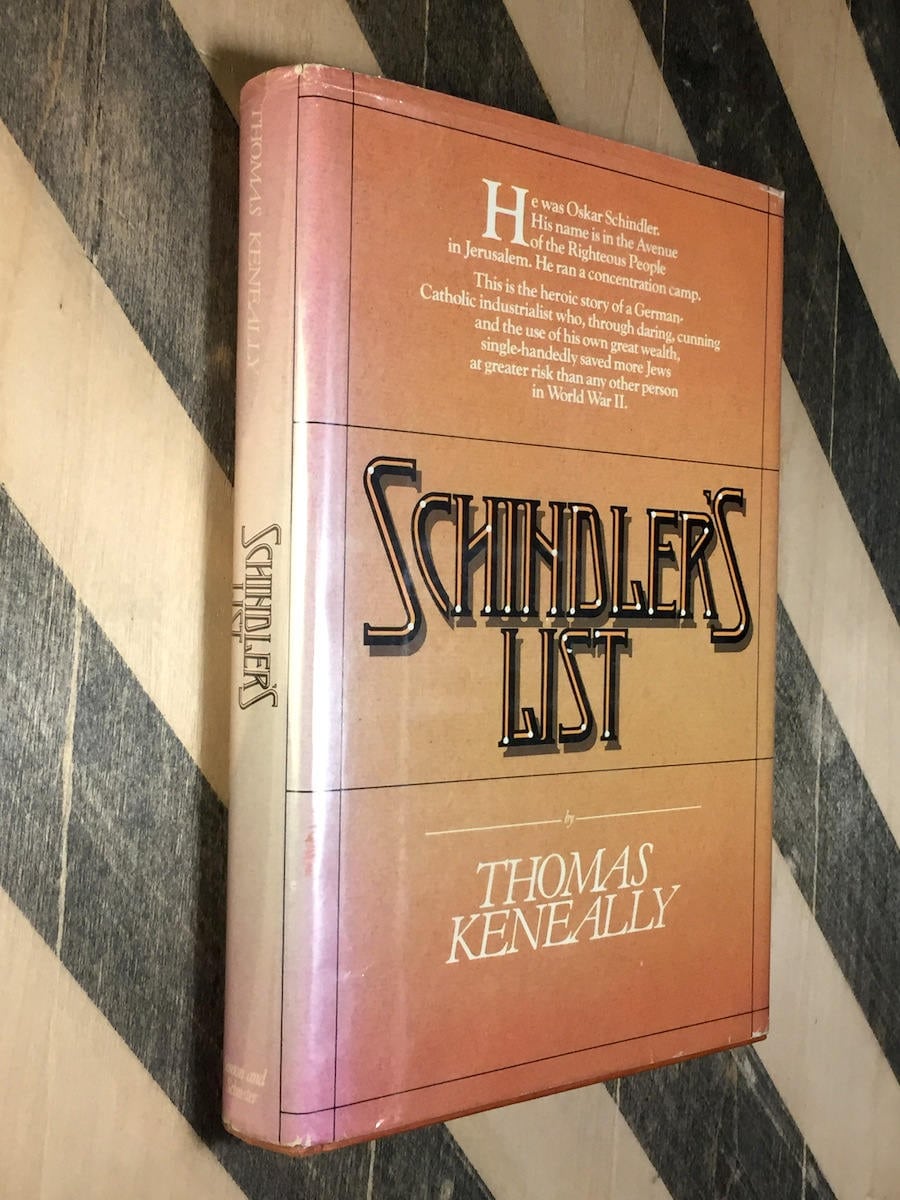 THOMAS KENEALLY
SCHINDLER'S
LIST
He was Oskar Schindler.
His name is in the Avenue
of the Righteous People
in Jerusalem. He ran a concentration camp.
This is the heroic story of a German-
Catholic industrialist who, through daring, cunning
and the use of his own great wealth,
single-handedly saved more Jews
at greater risk than any other person
in World War II.
SCHINDLER'S
LIST
by
THOMAS
KENEALLY
and